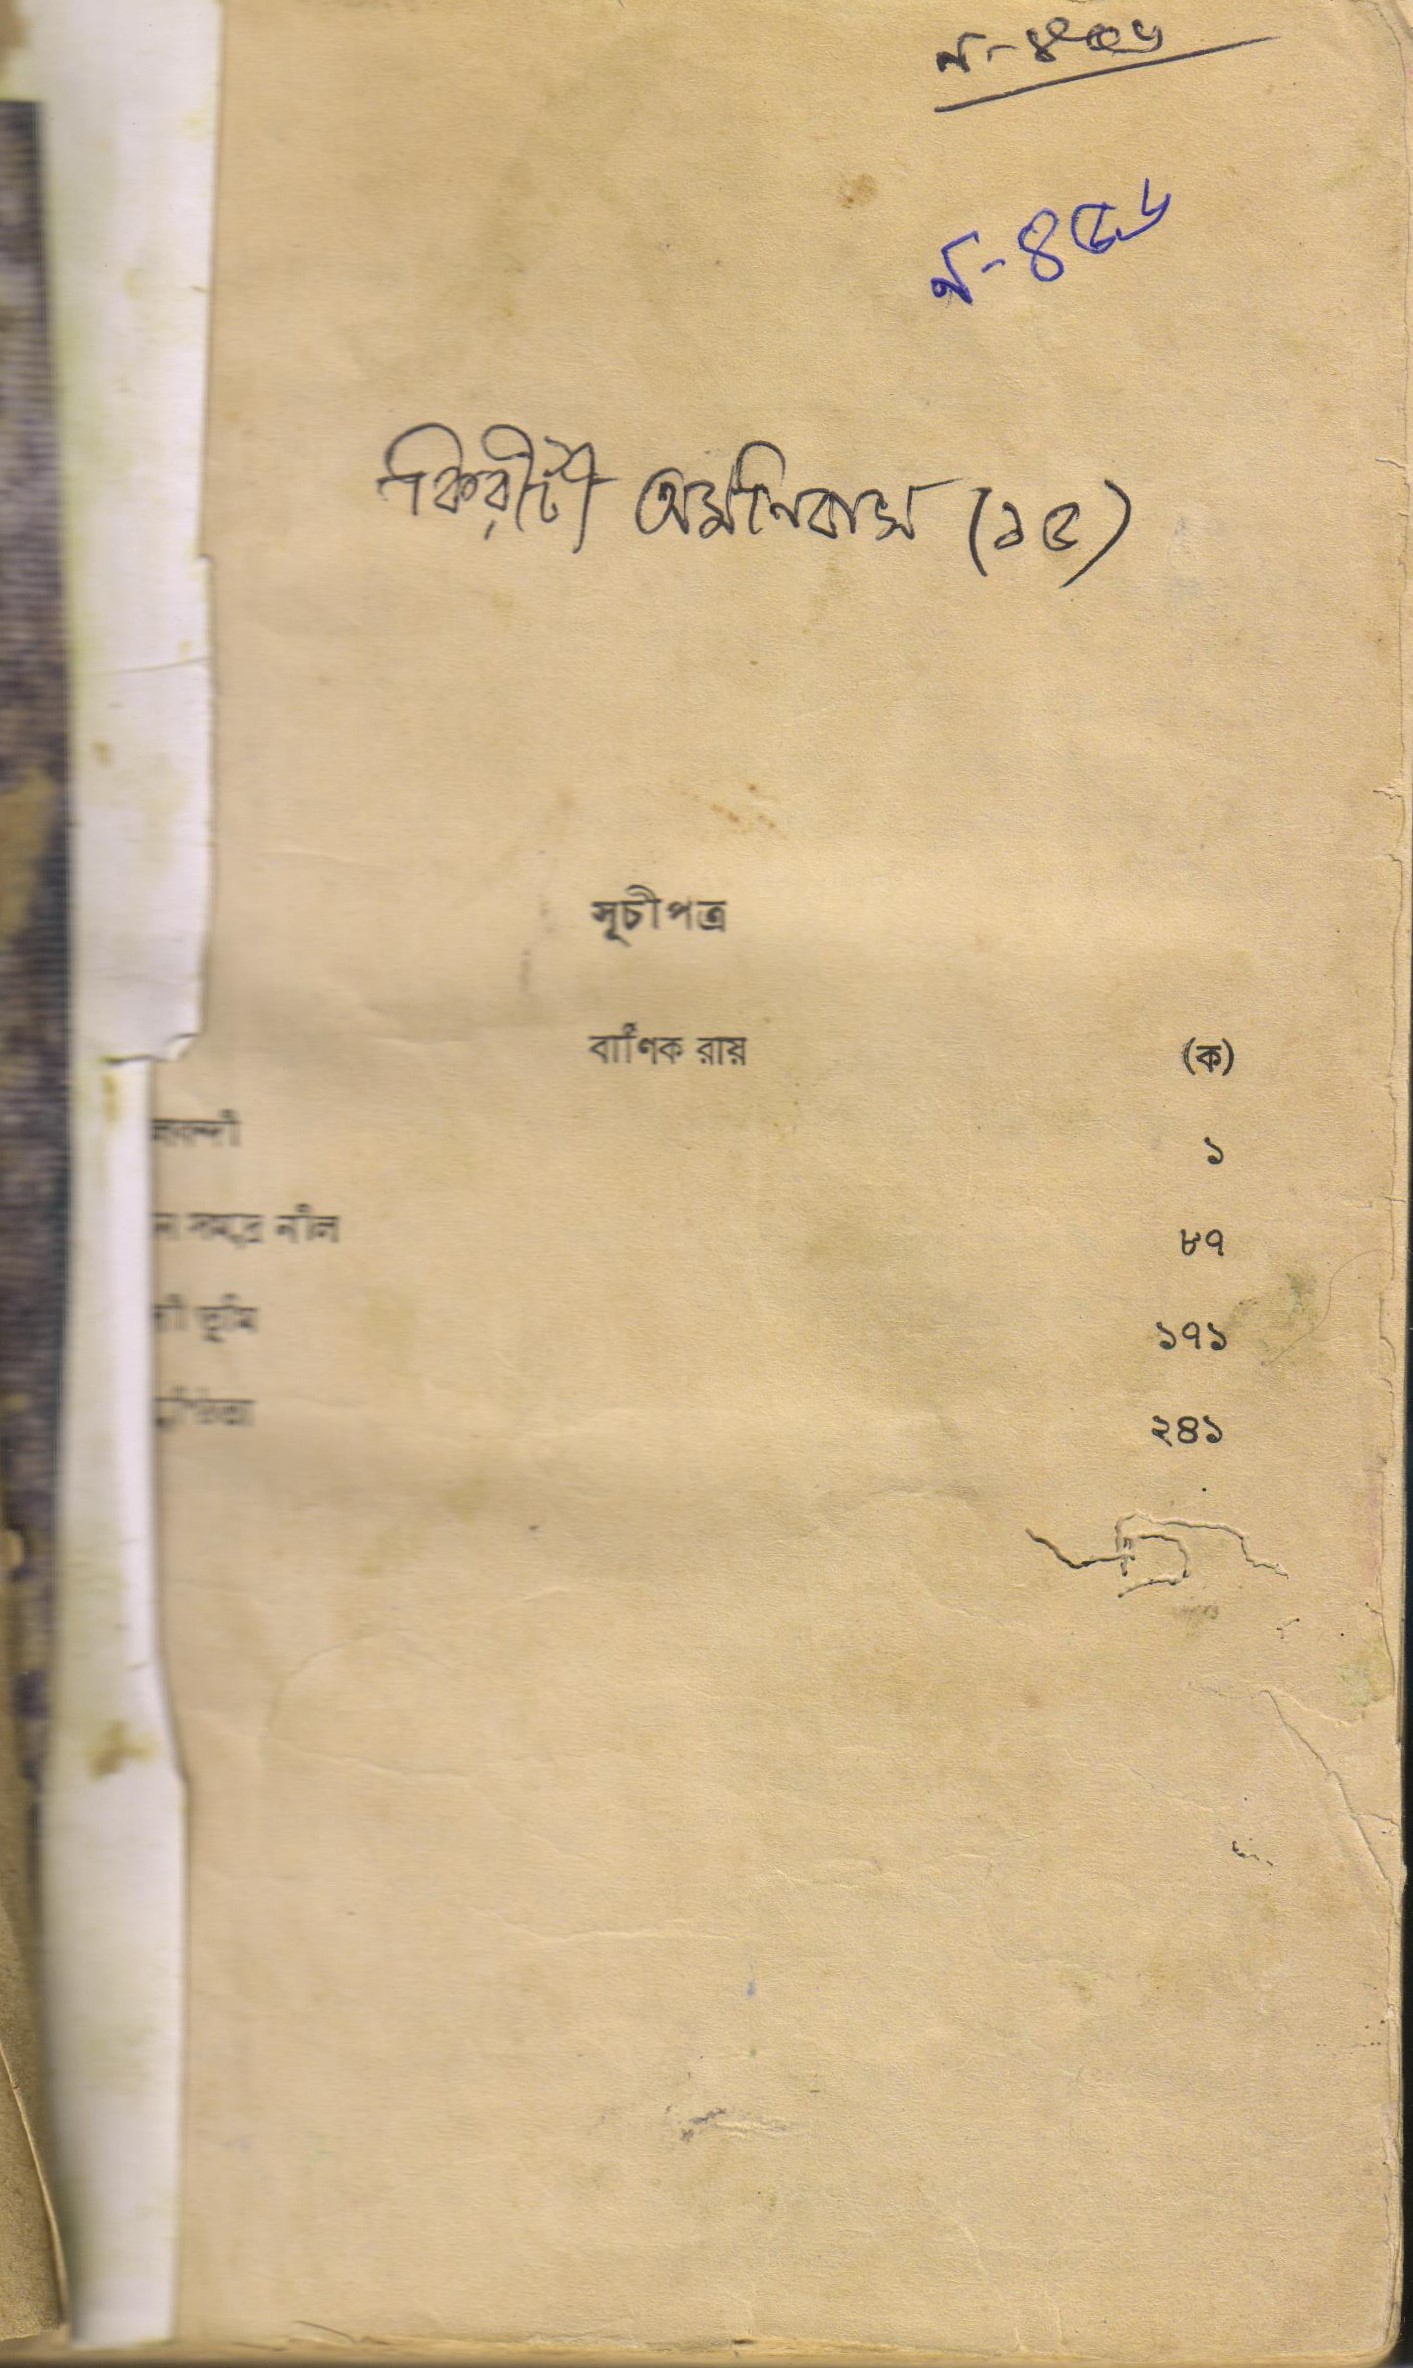 ন-৪৫৬
ন-৪৫৬
কিরীটী অমনিবাস (১৫)
সূচীপত্র
বার্ণিক রায় (ক)
১
নীল ৮৭
ভূমি ১৭১
২৪১